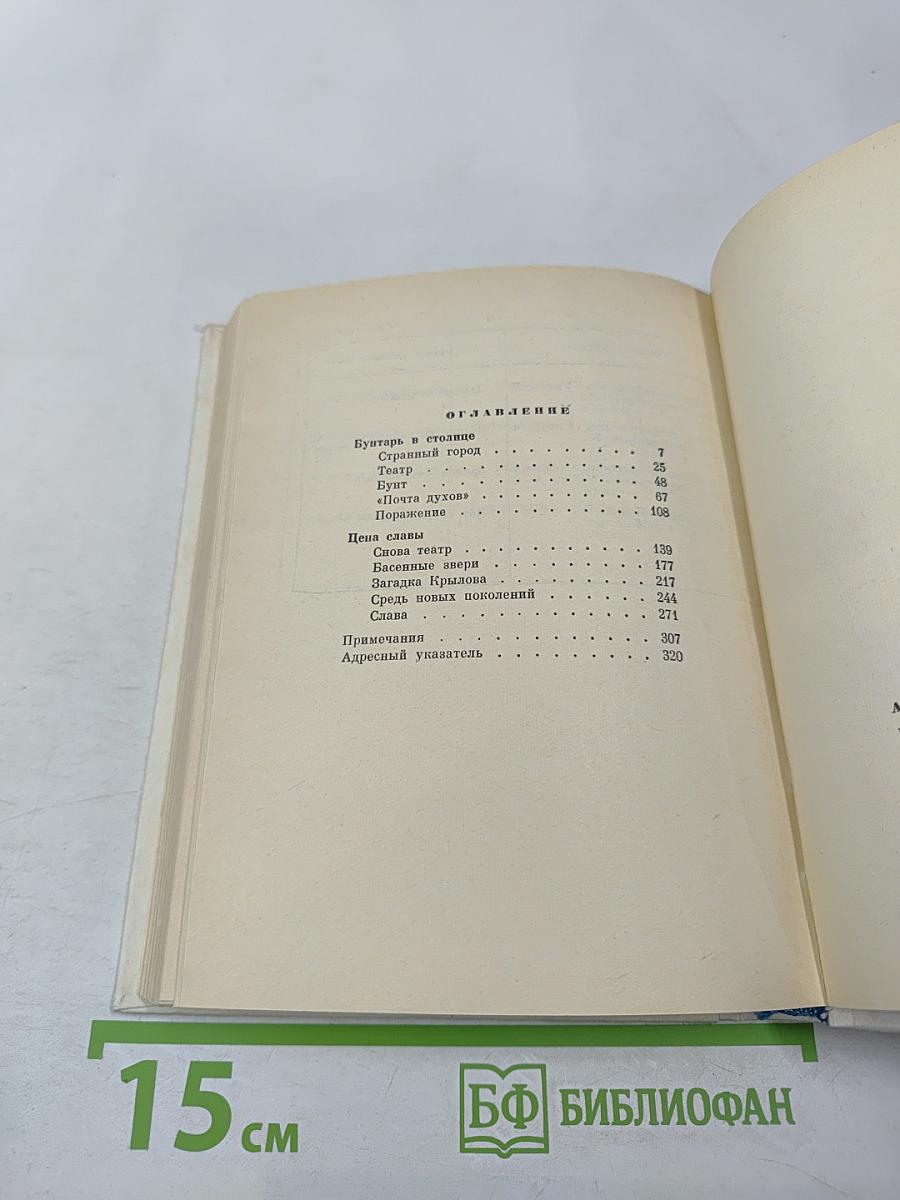 ОГЛАВЛЕНИЕ
Бунтарь в столице
Странный город . . . . . . . . . 7
Театр . . . . . . . . . . . . . 25
Бунт . . . . . . . . . . . . . 48
«Почта духов» . . . . . . . . . . 67
Поражение . . . . . . . . . . . 108
Цена славы
Снова театр . . . . . . . . . . 139
Басенные звери . . . . . . . . . 177
Загадка Крылова . . . . . . . . . 217
Средь новых поколений . . . . . . 244
Слава . . . . . . . . . . . . . 271
Примечания . . . . . . . . . . . . 307
Адресный указатель . . . . . . . . . 320
15 см
БФ БИБЛИОФАН